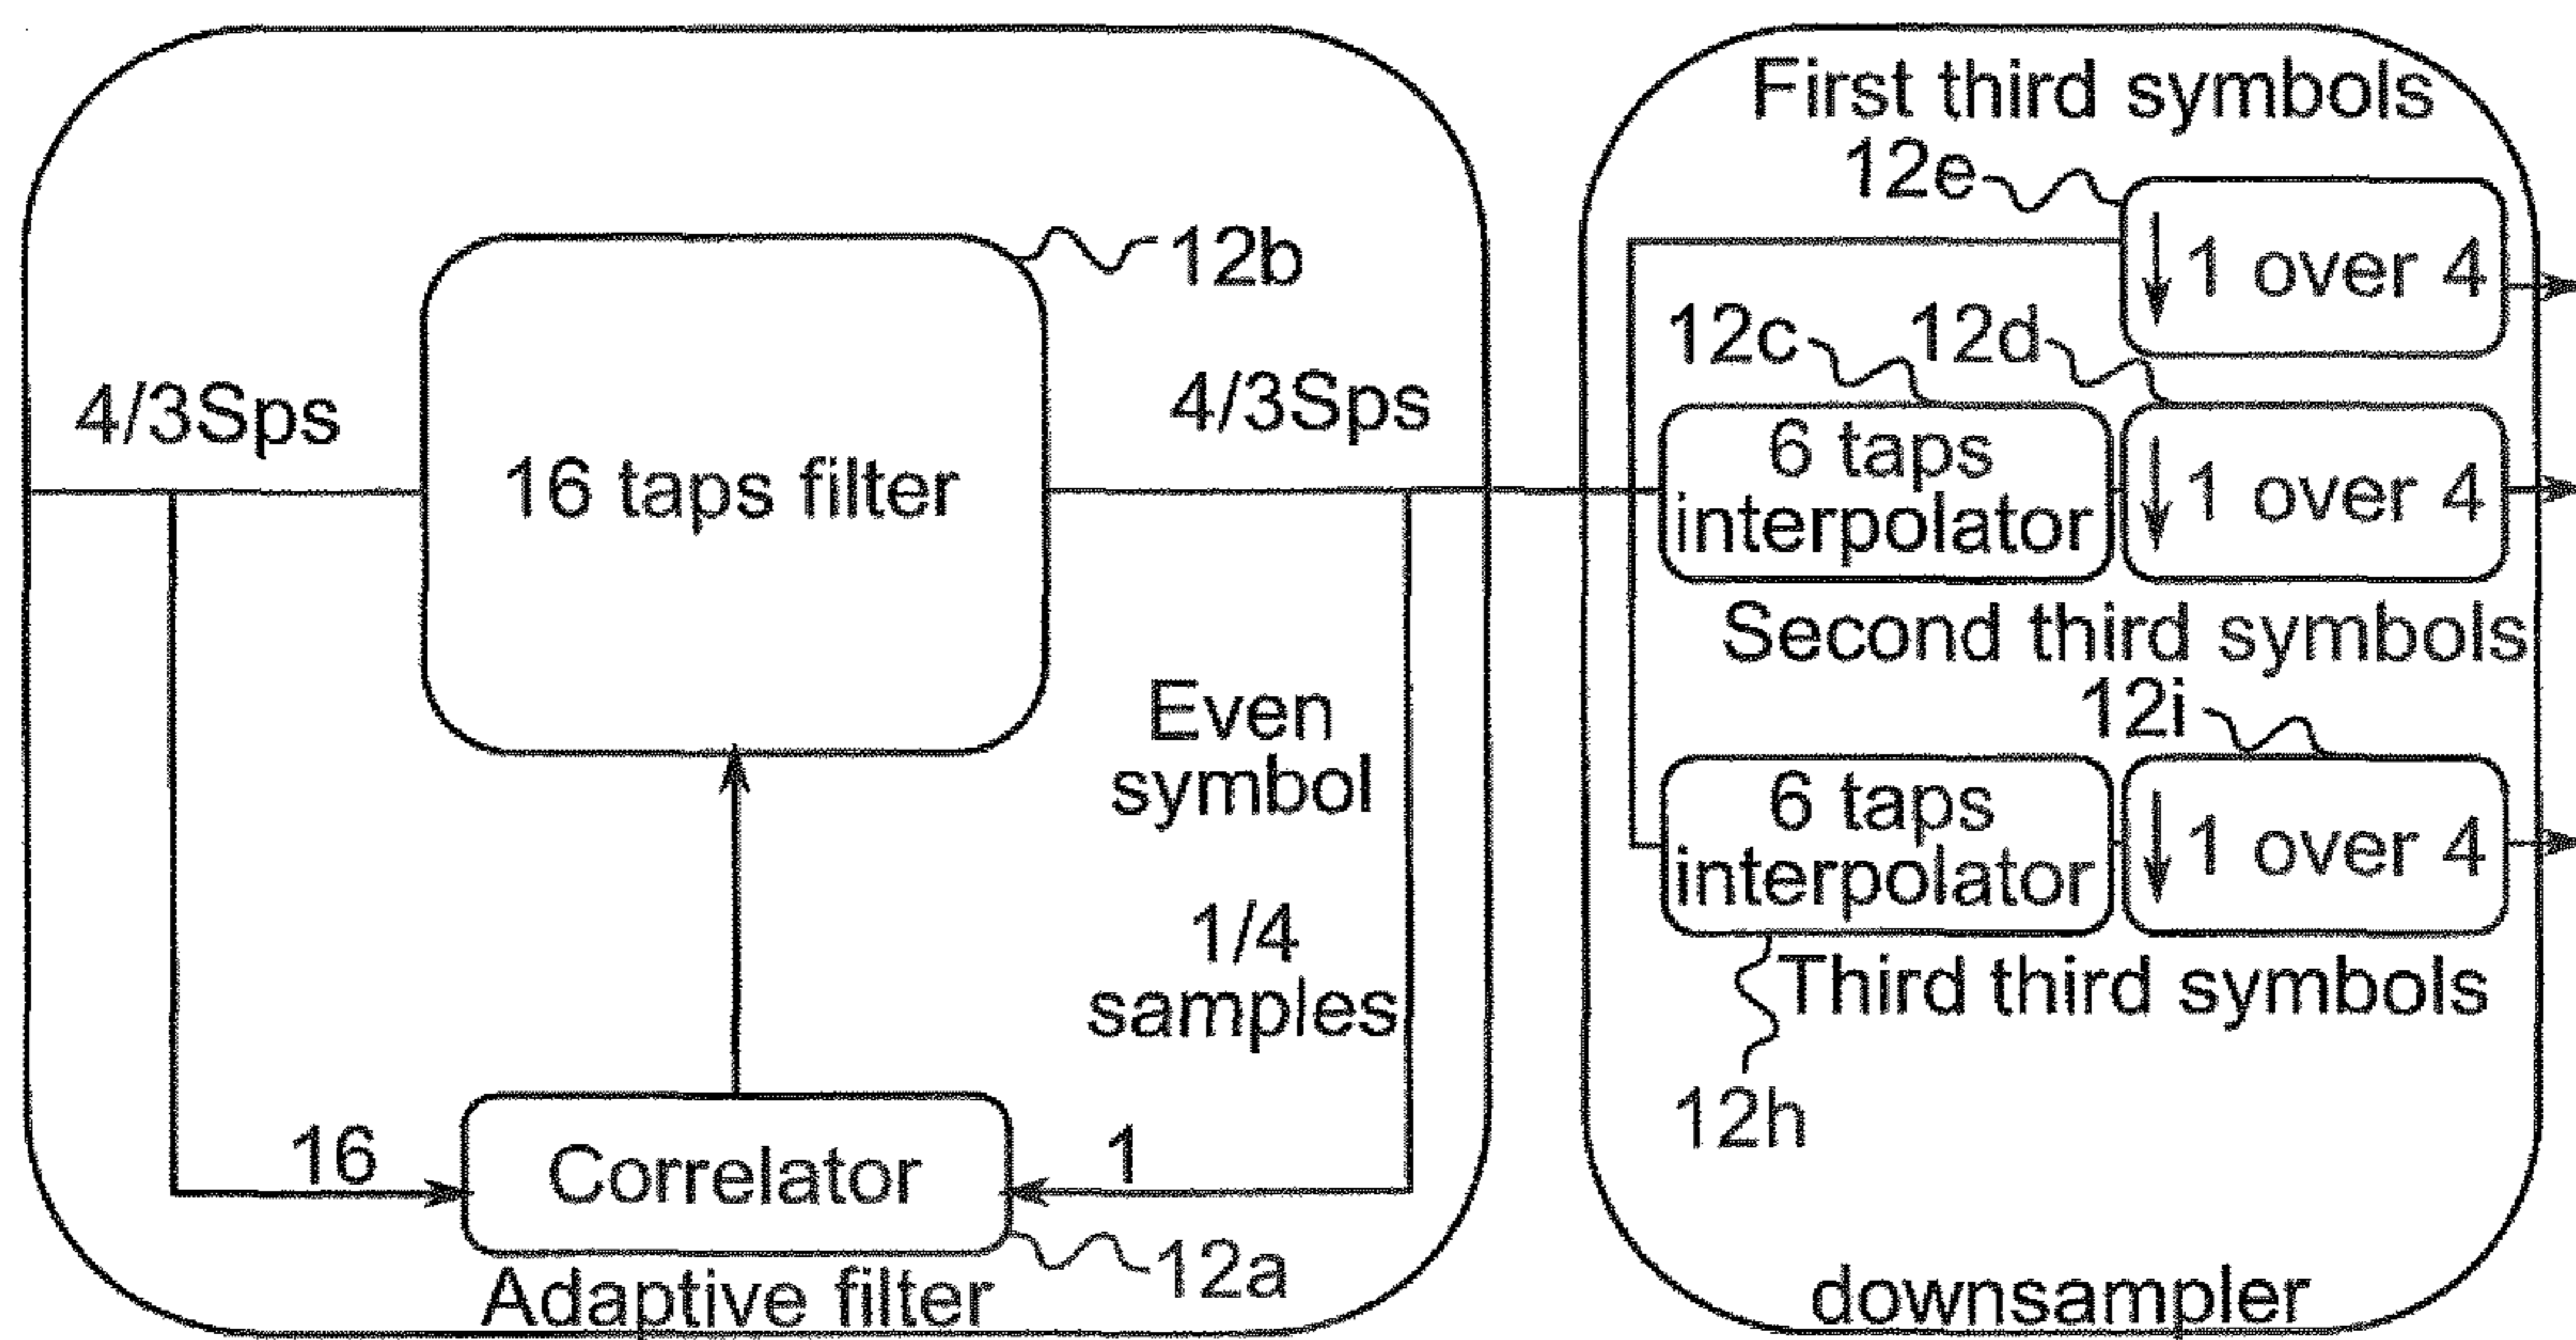 4/3Sps
16 taps filter
12b
4/3Sps
Even
symbol
1/4
samples
16
Correlator
1
12a
Adaptive filter
First third symbols
12e
↓ 1 over 4
12c
12d
6 taps
interpolator
↓ 1 over 4
Second third symbols
12i
6 taps
interpolator
↓ 1 over 4
Third third symbols
12h
downsampler